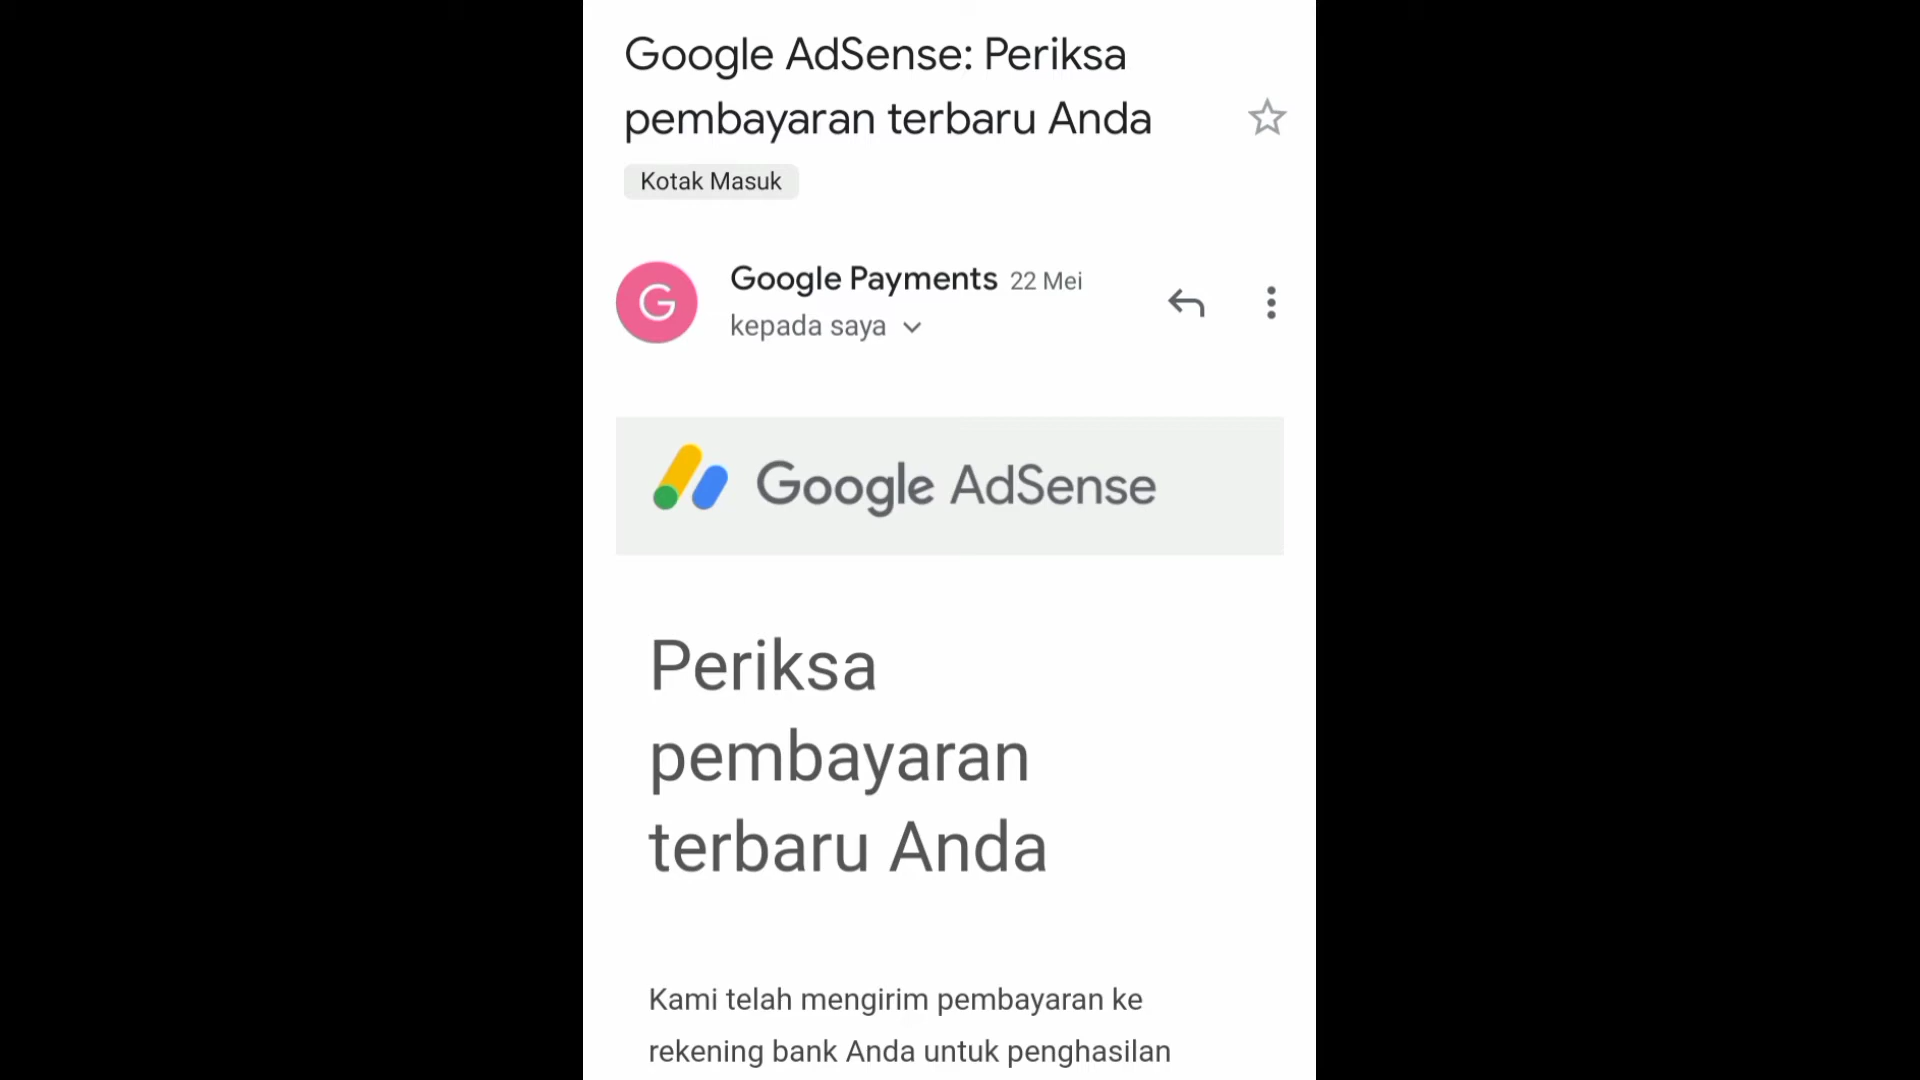 Google AdSense: Periksa
pembayaran terbaru Anda
Kotak Masuk
G
Google Payments 22 Mei
kepada saya
Google AdSense
Periksa
pembayaran
terbaru Anda
Kami telah mengirim pembayaran ke
rekening bank Anda untuk penghasilan